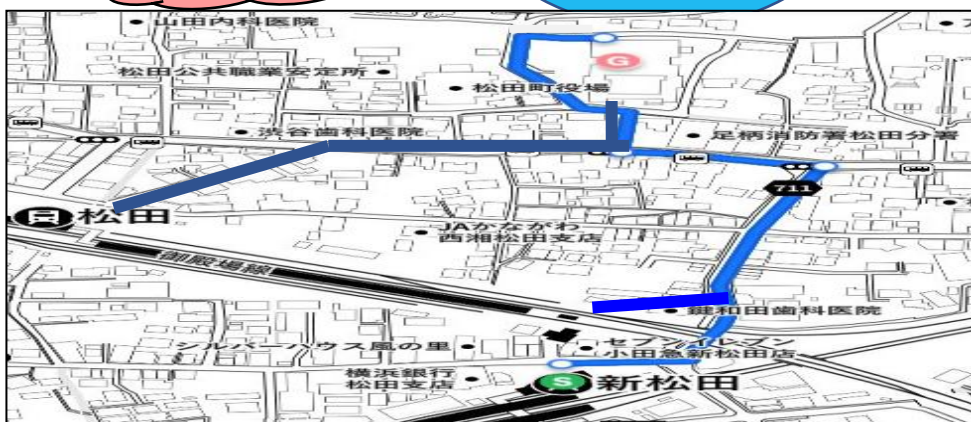 山田内科医院
松田公共職業安定所
松田町役場
G
渋谷歯科医院
足柄消防署松田分署
711
松田
JAかながわ
西湘松田支店
御殿場線
鍵和田歯科医院
シルバーハウス風の里
セブンイレブン
小田急新松田店
横浜銀行
松田支店
S
新松田